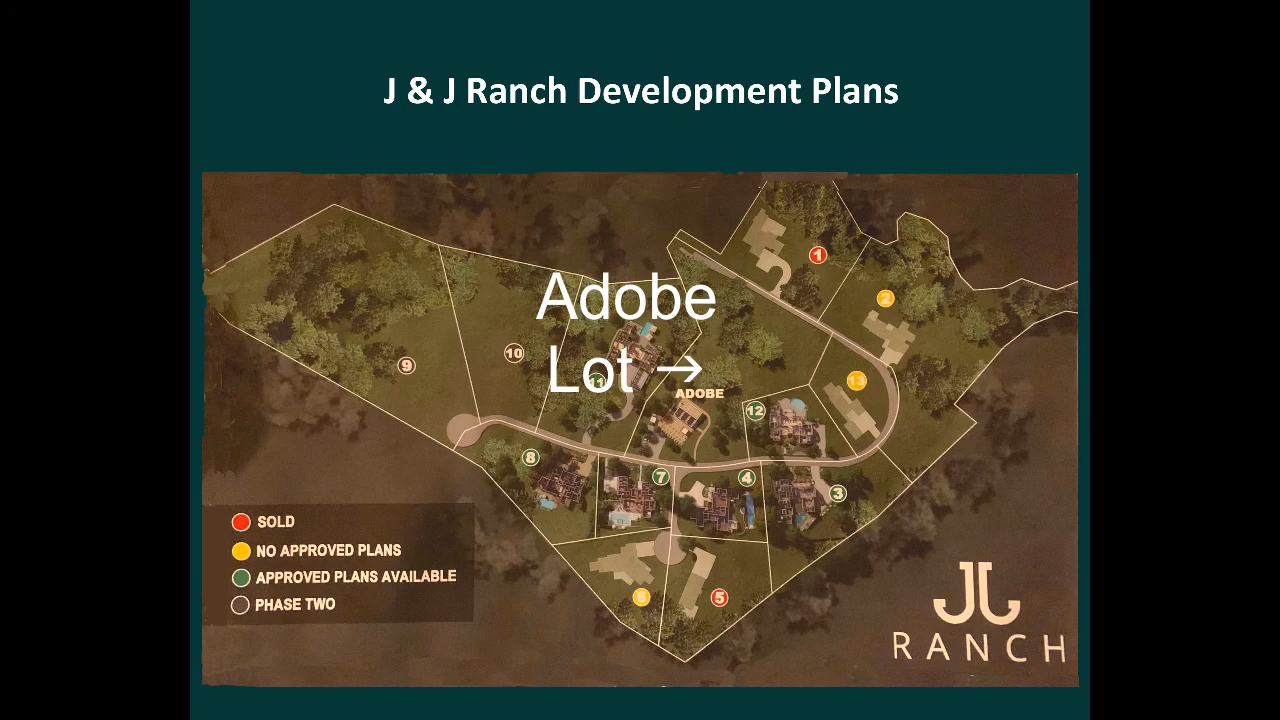 J & J Ranch Development Plans
1
2
Adobe
Lot →
9
10
11
13
ADOBE
12
8
7
4
3
SOLD
NO APPROVED PLANS
APPROVED PLANS AVAILABLE
PHASE TWO
6
5
JJ
RANCH